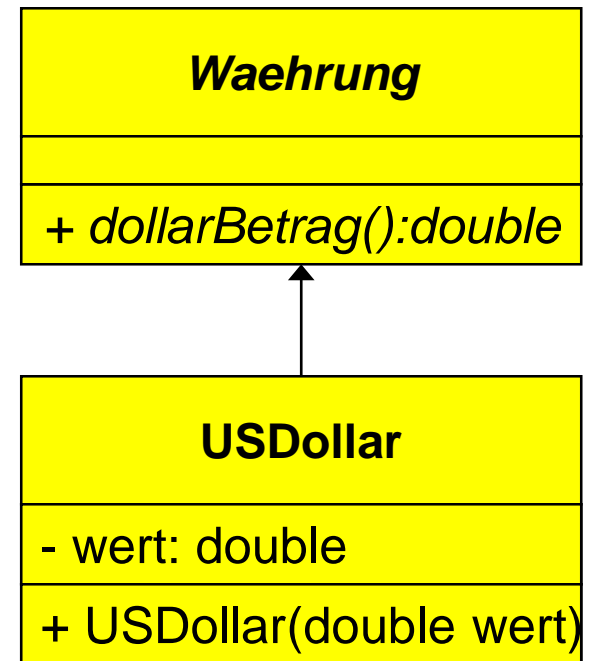 Waehrung
+ dollarBetrag():double
USDollar
- wert: double
+ USDollar(double wert)